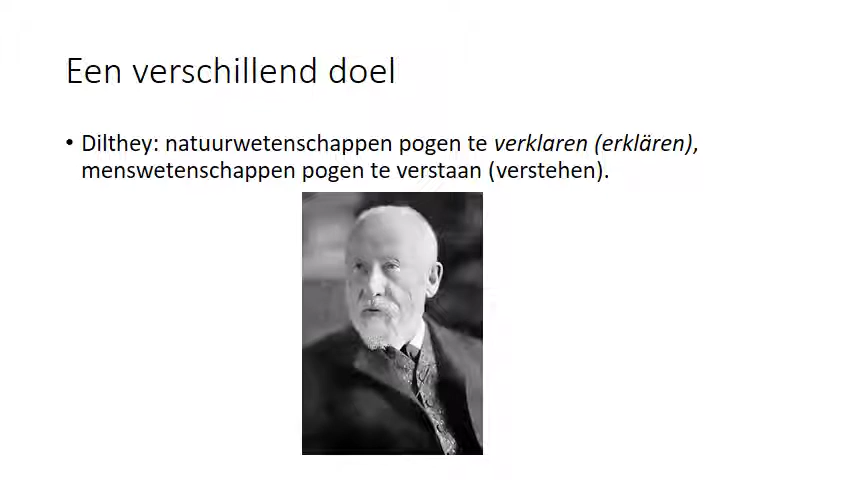 Een verschillend doel
• Dilthey: natuurwetenschappen pogen te verklaren (erklären),
menswetenschappen pogen te verstaan (verstehen).